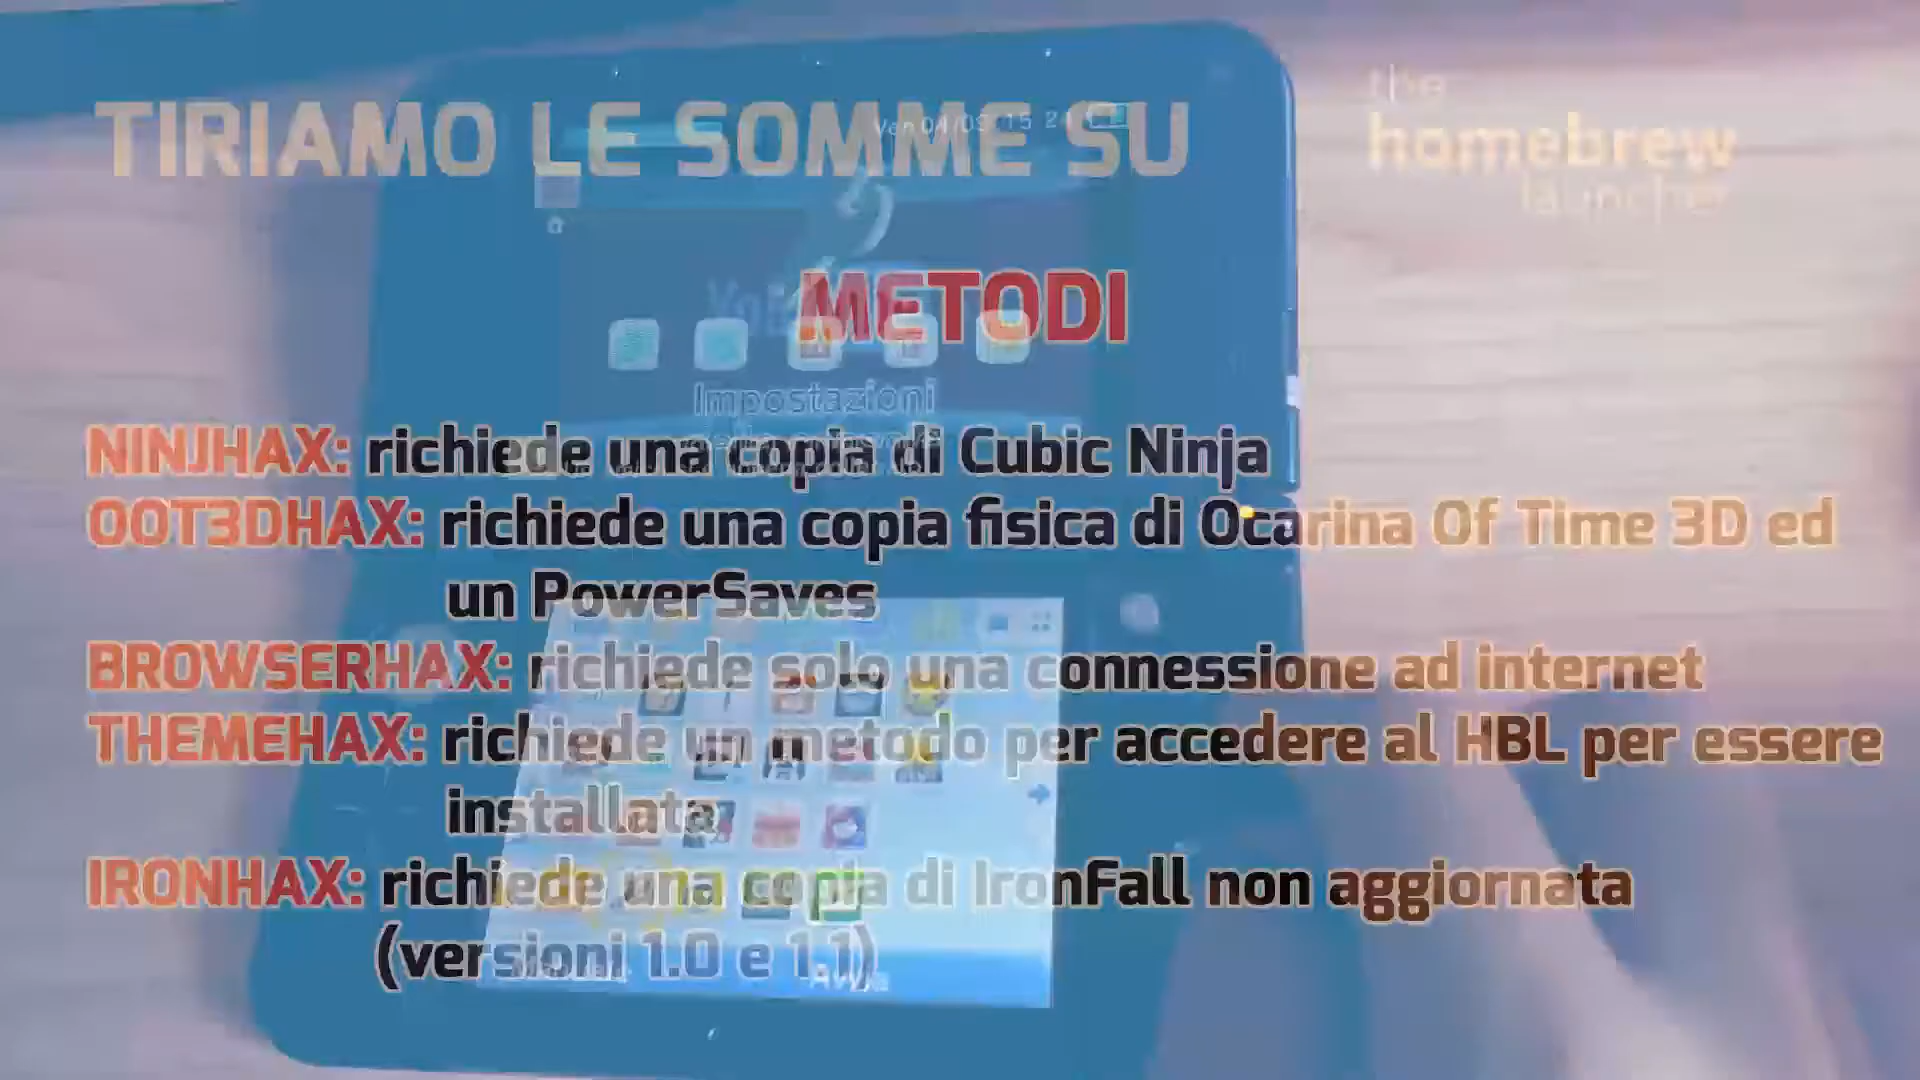 TIRIAMO LE SOMME SU
the
homebrew
launcher
METODI
Impostazioni
NINJHAX: richiede una copia di Cubic Ninja
OOT3DHAX: richiede una copia fisica di Ocarina Of Time 3D ed
un PowerSaves
BROWSERHAX: richiede solo una connessione ad internet
THEMEHAX: richiede un metodo per accedere al HBL per essere
installato
IRONHAX: richiede una copia di IronFall non aggiornata
(versioni 1.0 e 1.1)